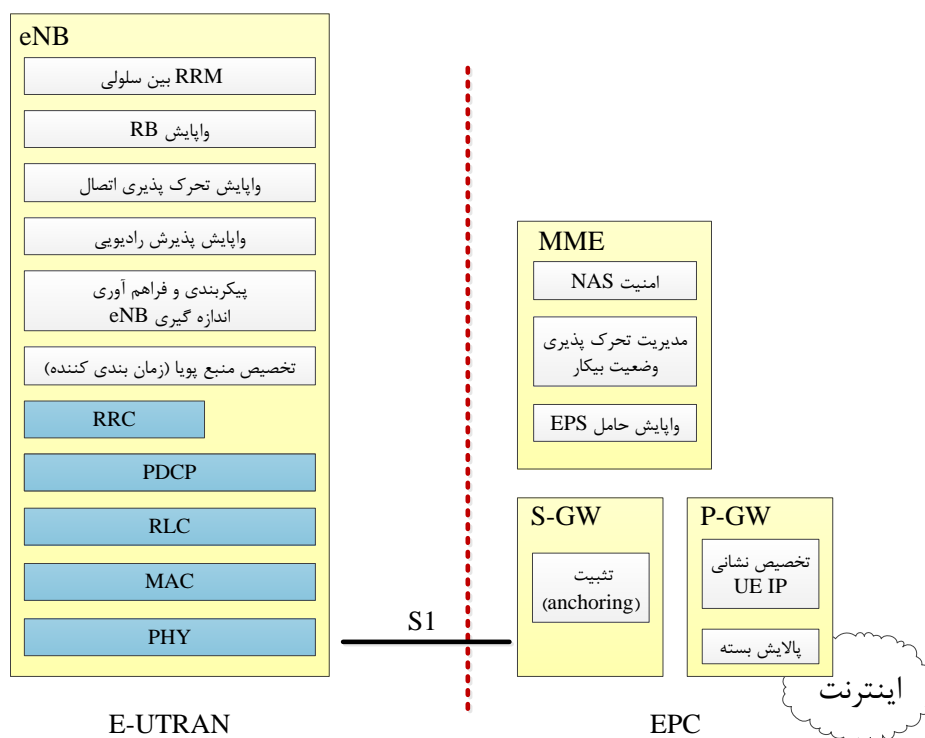 eNB
RRM بین سلولی
واپایش RB
واپایش تحرک پذیری اتصال
واپایش پذیرش رادیویی
پیکربندی و فراهم آوری
اندازه گیری eNB
تخصیص منبع پویا (زمان بندی کننده)
RRC
PDCP
RLC
MAC
PHY
S1
E-UTRAN
MME
امنیت NAS
مدیریت تحرک پذیری
وضعیت بیکار
واپایش حامل EPS
S-GW
تثبیت
(anchoring)
P-GW
تخصیص نشانی
UE IP
پالایش بسته
اینترنت
EPC